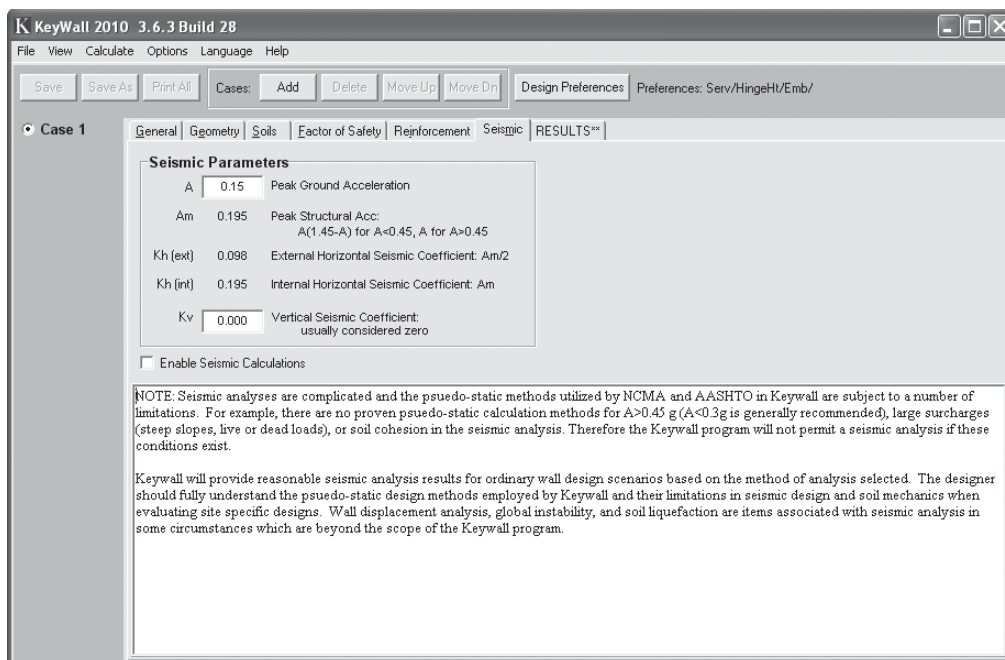 K KeyWall 2010 3.6.3 Build 28
File View Calculate Options Language Help
Save Save As Print All Cases: Add Delete Move Up Move Dn Design Preferences Preferences: Serv/HingeHt/Emb/
Case 1
General Geometry Soils Factor of Safety Reinforcement Seismic RESULTS**
Seismic Parameters
A 0.15 Peak Ground Acceleration
Am 0.195 Peak Structural Acc:
A(1.45-A) for A<0.45, A for A>0.45
Kh (ext) 0.098 External Horizontal Seismic Coefficient: Am/2
Kh (int) 0.195 Internal Horizontal Seismic Coefficient: Am
Kv 0.000 Vertical Seismic Coefficient:
usually considered zero
Enable Seismic Calculations
NOTE: Seismic analyses are complicated and the psuedo-static methods utilized by NCMA and AASHTO in Keywall are subject to a number of
limitations. For example, there are no proven psuedo-static calculation methods for A>0.45 g (A<0.3g is generally recommended), large surcharges
(steep slopes, live or dead loads), or soil cohesion in the seismic analysis. Therefore the Keywall program will not permit a seismic analysis if these
conditions exist.
Keywall will provide reasonable seismic analysis results for ordinary wall design scenarios based on the method of analysis selected. The designer
should fully understand the psuedo-static design methods employed by Keywall and their limitations in seismic design and soil mechanics when
evaluating site specific designs. Wall displacement analysis, global instability, and soil liquefaction are items associated with seismic analysis in
some circumstances which are beyond the scope of the Keywall program.